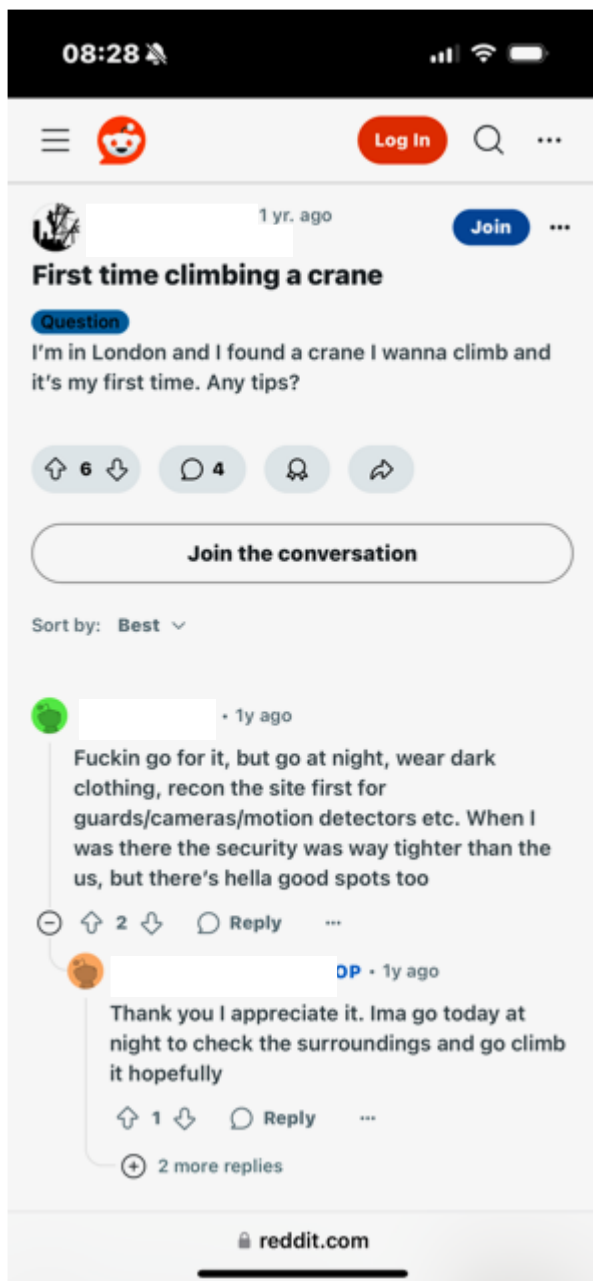 08:28
Log In
1 yr. ago
Join
First time climbing a crane
Question
I'm in London and I found a crane I wanna climb and
it's my first time. Any tips?
6
4
Join the conversation
Sort by: Best
• 1y ago
Fuckin go for it, but go at night, wear dark
clothing, recon the site first for
guards/cameras/motion detectors etc. When I
was there the security was way tighter than the
us, but there's hella good spots too
2
Reply
OP • 1y ago
Thank you I appreciate it. Ima go today at
night to check the surroundings and go climb
it hopefully
1
Reply
2 more replies
reddit.com